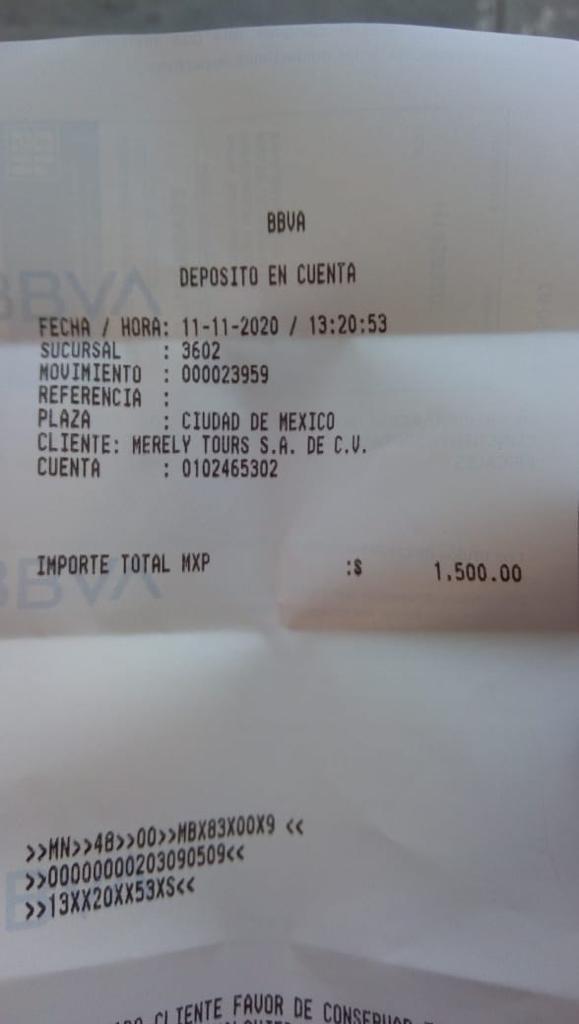 BBVA
DEPOSITO EN CUENTA
FECHA / HORA: 11-11-2020 / 13:20:53
SUCURSAL : 3602
MOVIMIENTO : 000023959
REFERENCIA :
PLAZA : CIUDAD DE MEXICO
CLIENTE: MERELY TOURS S.A. DE C.V.
CUENTA : 0102465302
IMPORTE TOTAL MXP :$ 1,500.00
>>MN>>48>>00>>MBX83X00X9 <<
>>00000000203090509<<
>>13XX20XX53XS<<
CLIENTE FAVOR DE CONSERVAR